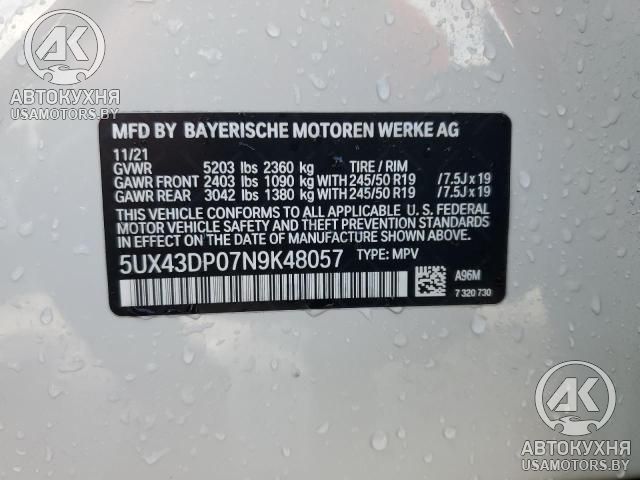 AK
АВТОКУХНЯ
USAMOTORS.BY
MFD BY BAYERISCHE MOTOREN WERKE AG
11/21
GVWR 5203 lbs 2360 kg TIRE / RIM
GAWR FRONT 2403 lbs 1090 kg WITH 245/50 R19 /7.5J x 19
GAWR REAR 3042 lbs 1380 kg WITH 245/50 R19 /7.5J x 19
THIS VEHICLE CONFORMS TO ALL APPLICABLE U. S. FEDERAL
MOTOR VEHICLE SAFETY AND THEFT PREVENTION STANDARDS
IN EFFECT ON THE DATE OF MANUFACTURE SHOWN ABOVE.
5UX43DP07N9K48057 TYPE: MPV
A96M
7 320 730
AK
АВТОКУХНЯ
USAMOTORS.BY